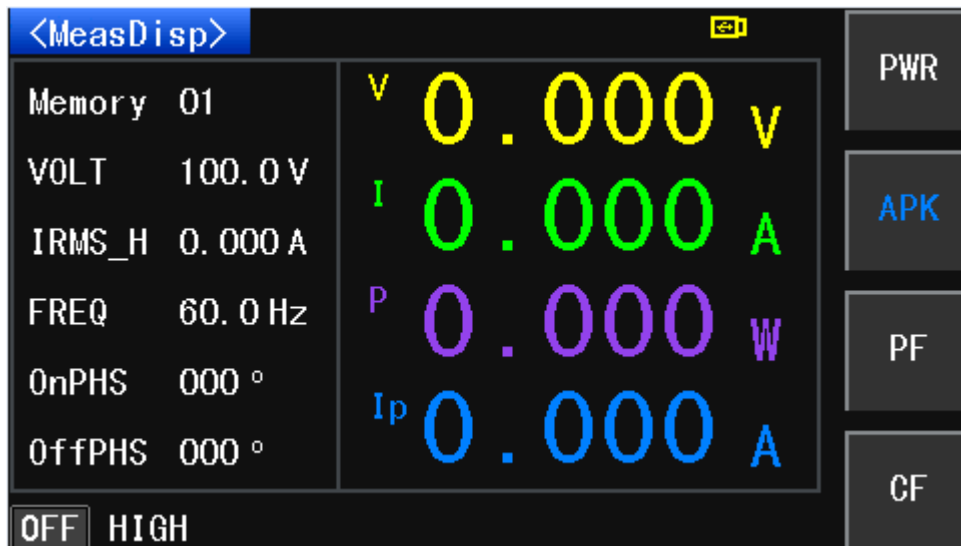 <MeasDisp>
Memory 01
VOLT 100.0 V
IRMS_H 0.000 A
FREQ 60.0 Hz
OnPHS 000 °
OffPHS 000 °
V 0.000 V
I 0.000 A
P 0.000 W
Ip 0.000 A
PWR
APK
PF
CF
OFF HIGH